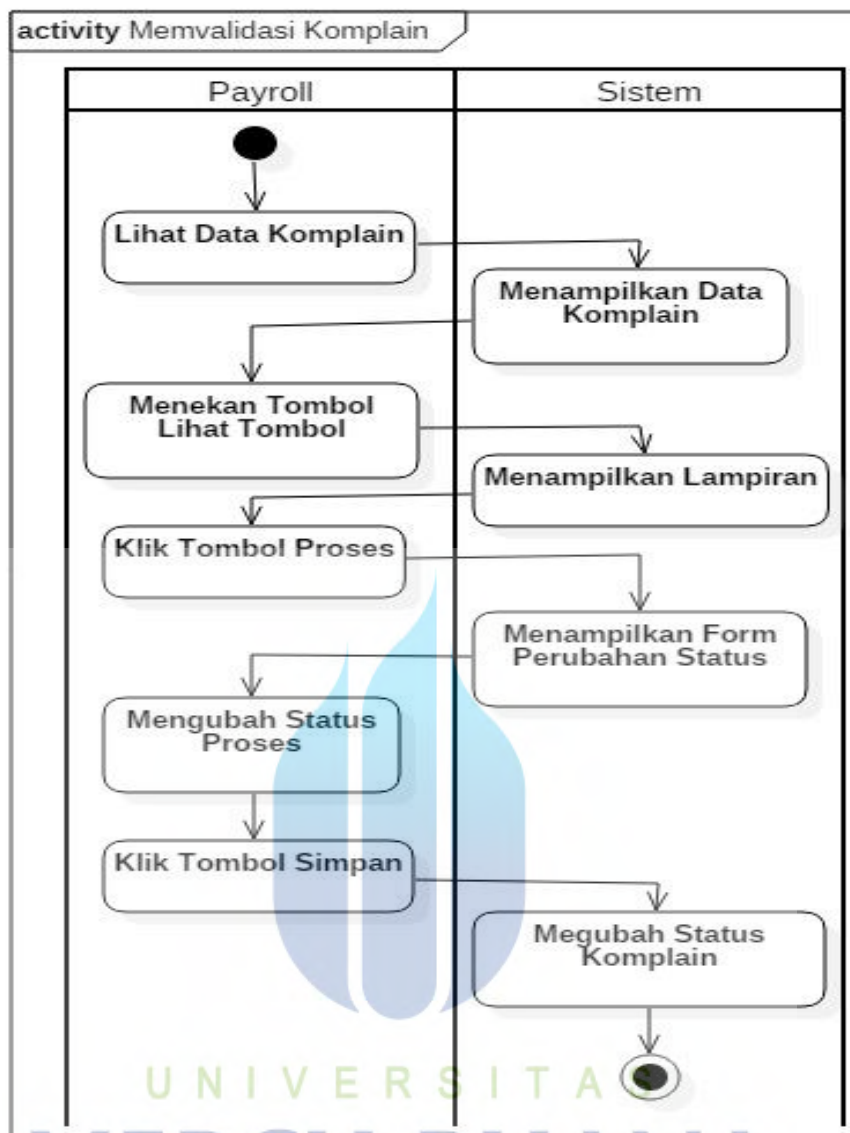 activity Memvalidasi Komplain
Payroll
Sistem
Lihat Data Komplain
Menampilkan Data
Komplain
Menekan Tombol
Lihat Tombol
Menampilkan Lampiran
Klik Tombol Proses
Menampilkan Form
Perubahan Status
Mengubah Status
Proses
Klik Tombol Simpan
Megubah Status
Komplain
UNIVERSITAS